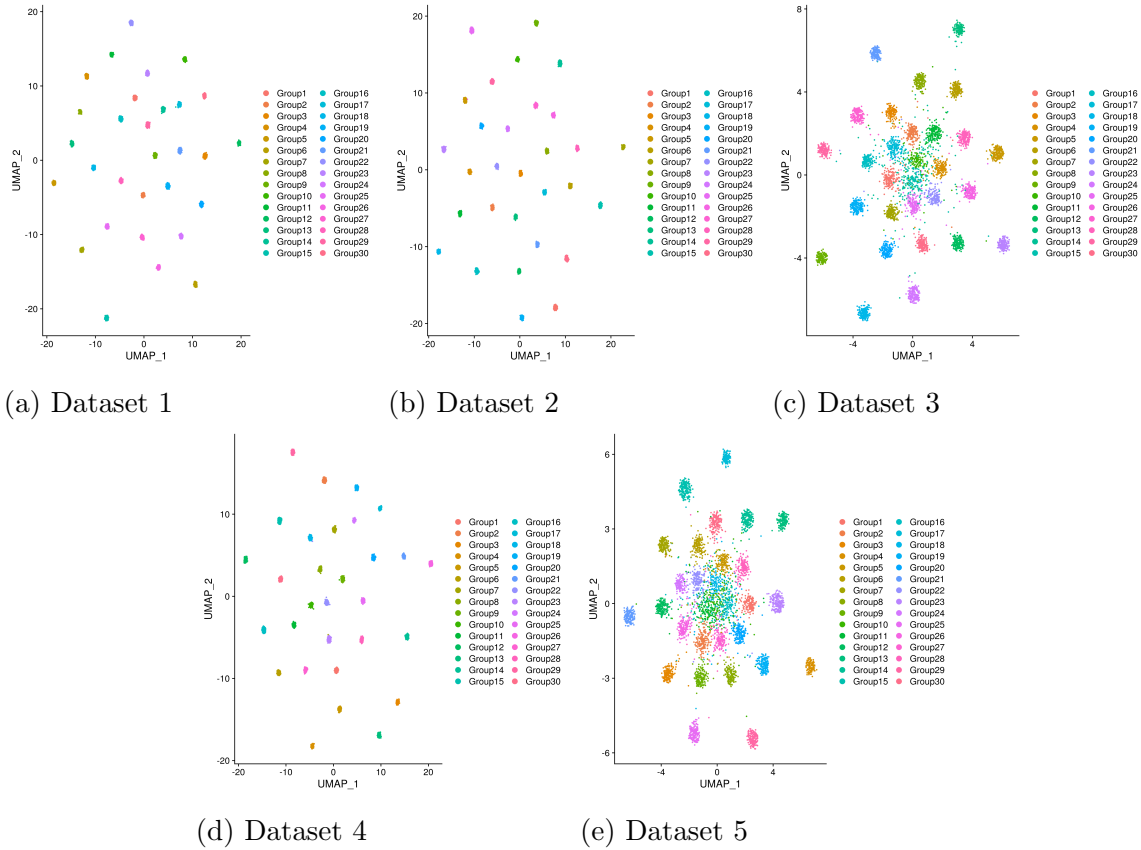 20
10
0
-10
-20
-20
-10
0
10
20
UMAP_2
UMAP_1
Group1
Group2
Group3
Group4
Group5
Group6
Group7
Group8
Group9
Group10
Group11
Group12
Group13
Group14
Group15
Group16
Group17
Group18
Group19
Group20
Group21
Group22
Group23
Group24
Group25
Group26
Group27
Group28
Group29
Group30
(a) Dataset 1
20
10
0
-10
-20
-20
-10
0
10
20
UMAP_2
UMAP_1
Group1
Group2
Group3
Group4
Group5
Group6
Group7
Group8
Group9
Group10
Group11
Group12
Group13
Group14
Group15
Group16
Group17
Group18
Group19
Group20
Group21
Group22
Group23
Group24
Group25
Group26
Group27
Group28
Group29
Group30
(b) Dataset 2
8
4
0
-4
-4
0
4
UMAP_2
UMAP_1
Group1
Group2
Group3
Group4
Group5
Group6
Group7
Group8
Group9
Group10
Group11
Group12
Group13
Group14
Group15
Group16
Group17
Group18
Group19
Group20
Group21
Group22
Group23
Group24
Group25
Group26
Group27
Group28
Group29
Group30
(c) Dataset 3
10
0
-10
-20
-20
-10
0
10
20
UMAP_2
UMAP_1
Group1
Group2
Group3
Group4
Group5
Group6
Group7
Group8
Group9
Group10
Group11
Group12
Group13
Group14
Group15
Group16
Group17
Group18
Group19
Group20
Group21
Group22
Group23
Group24
Group25
Group26
Group27
Group28
Group29
Group30
(d) Dataset 4
6
3
0
-3
-6
-4
0
4
UMAP_2
UMAP_1
Group1
Group2
Group3
Group4
Group5
Group6
Group7
Group8
Group9
Group10
Group11
Group12
Group13
Group14
Group15
Group16
Group17
Group18
Group19
Group20
Group21
Group22
Group23
Group24
Group25
Group26
Group27
Group28
Group29
Group30
(e) Dataset 5